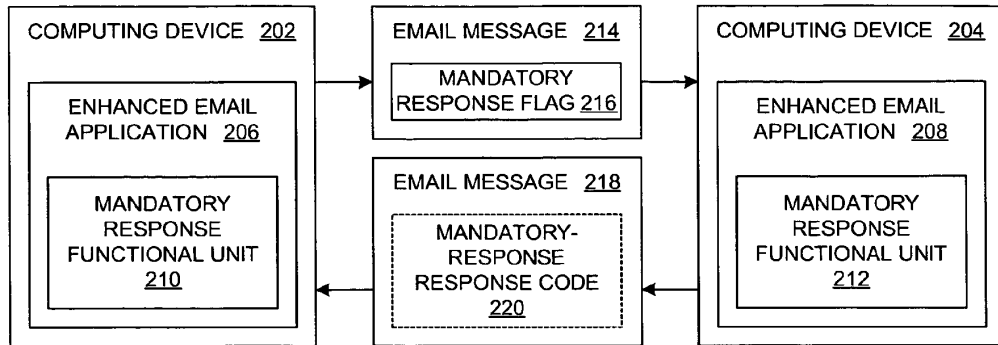 COMPUTING DEVICE 202
ENHANCED EMAIL
APPLICATION 206
MANDATORY
RESPONSE
FUNCTIONAL UNIT
210
EMAIL MESSAGE 214
MANDATORY
RESPONSE FLAG 216
EMAIL MESSAGE 218
MANDATORY-
RESPONSE
RESPONSE CODE
220
COMPUTING DEVICE 204
ENHANCED EMAIL
APPLICATION 208
MANDATORY
RESPONSE
FUNCTIONAL UNIT
212